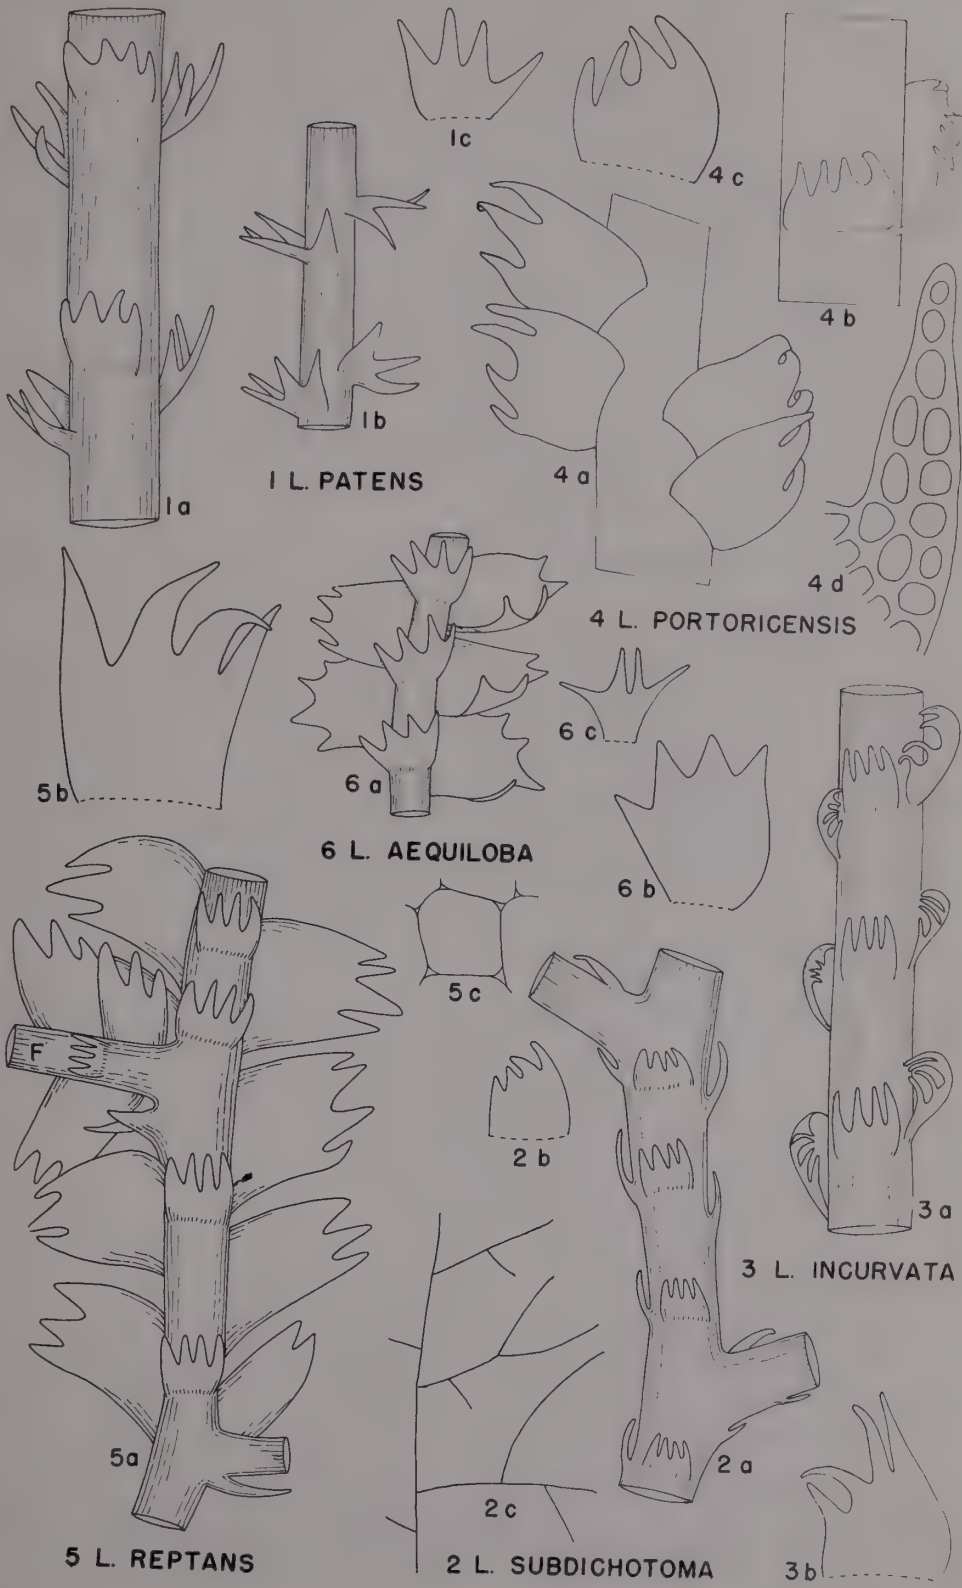 1a
1b
1c
1 L. PATENS
4a
4b
4c
4d
4 L. PORTORICENSIS
5b
6a
6c
6b
6 L. AEQUILOBA
F
5a
5c
5 L. REPTANS
2b
2a
2c
2 L. SUBDICHOTOMA
3a
3 L. INCURVATA
3b